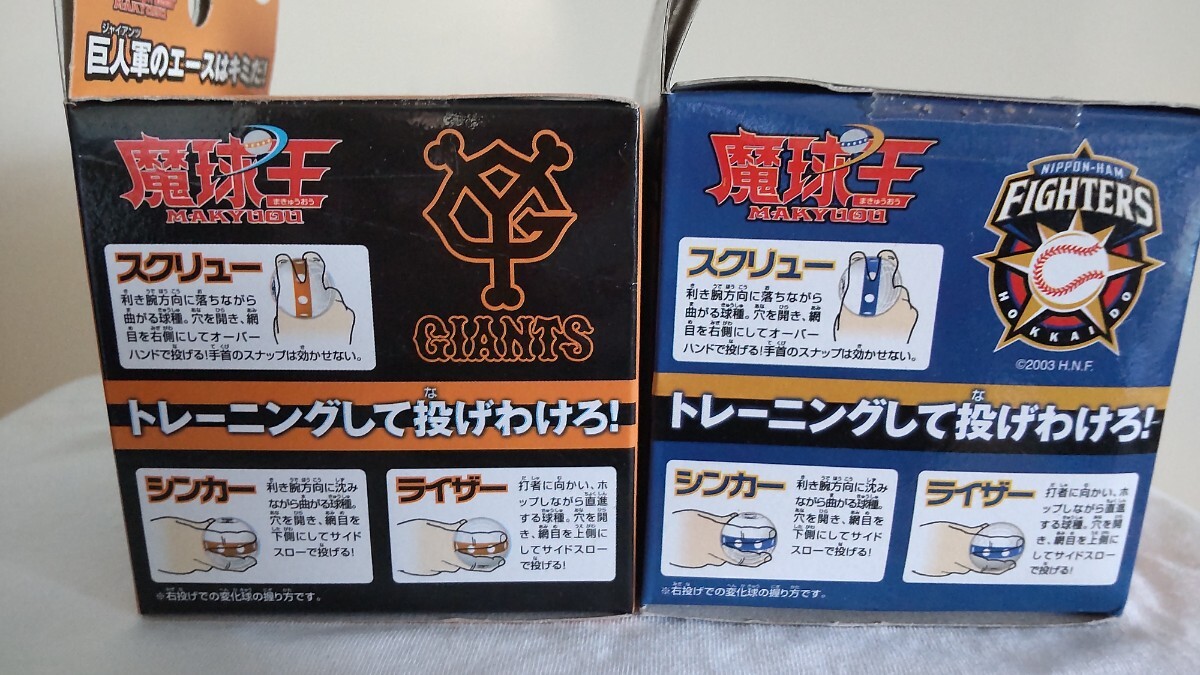 ジャイアンツ
巨人軍のエースはキミだ!
魔球王
まきゅうおう
MAKYUOU
GIANTS
スクリュー
利き腕方向に落ちながら
曲がる球種。穴を開き、網
目を右側にしてオーバー
ハンドで投げる!手首のスナップは効かせない。
トレーニングして投げわけろ!
シンカー
利き腕方向に沈み
ながら曲がる球種。
穴を開き、網目を
下側にしてサイド
スローで投げる!
ライザー
打者に向かい、ホ
ップしながら直進
する球種。穴を開
き、網目を上側に
してサイドスロー
で投げる!
※右投げでの変化球の握り方です。
魔球王
まきゅうおう
MAKYUOU
NIPPON-HAM
FIGHTERS
HOKKAIDO
©2003 H.N.F.
スクリュー
利き腕方向に落ちながら
曲がる球種。穴を開き、網
目を右側にしてオーバー
ハンドで投げる!手首のスナップは効かせない。
トレーニングして投げわけろ!
シンカー
利き腕方向に沈み
ながら曲がる球種。
穴を開き、網目を
下側にしてサイド
スローで投げる!
ライザー
打者に向かい、ホ
ップしながら直進
する球種。穴を開
き、網目を上側に
してサイドスロー
で投げる!
※右投げでの変化球の握り方です。